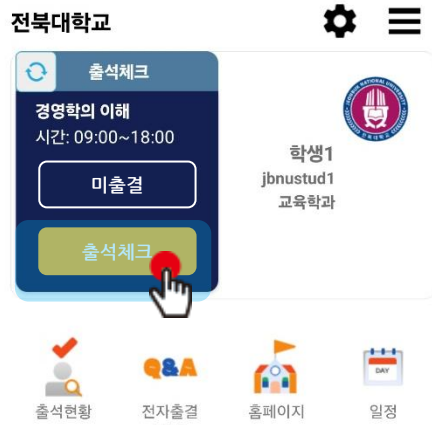 전북대학교
출석체크
경영학의 이해
시간: 09:00~18:00
미출결
출석체크
학생1
jbnustud1
교육학과
Q&A
DAY
출석현황
전자출결
홈페이지
일정